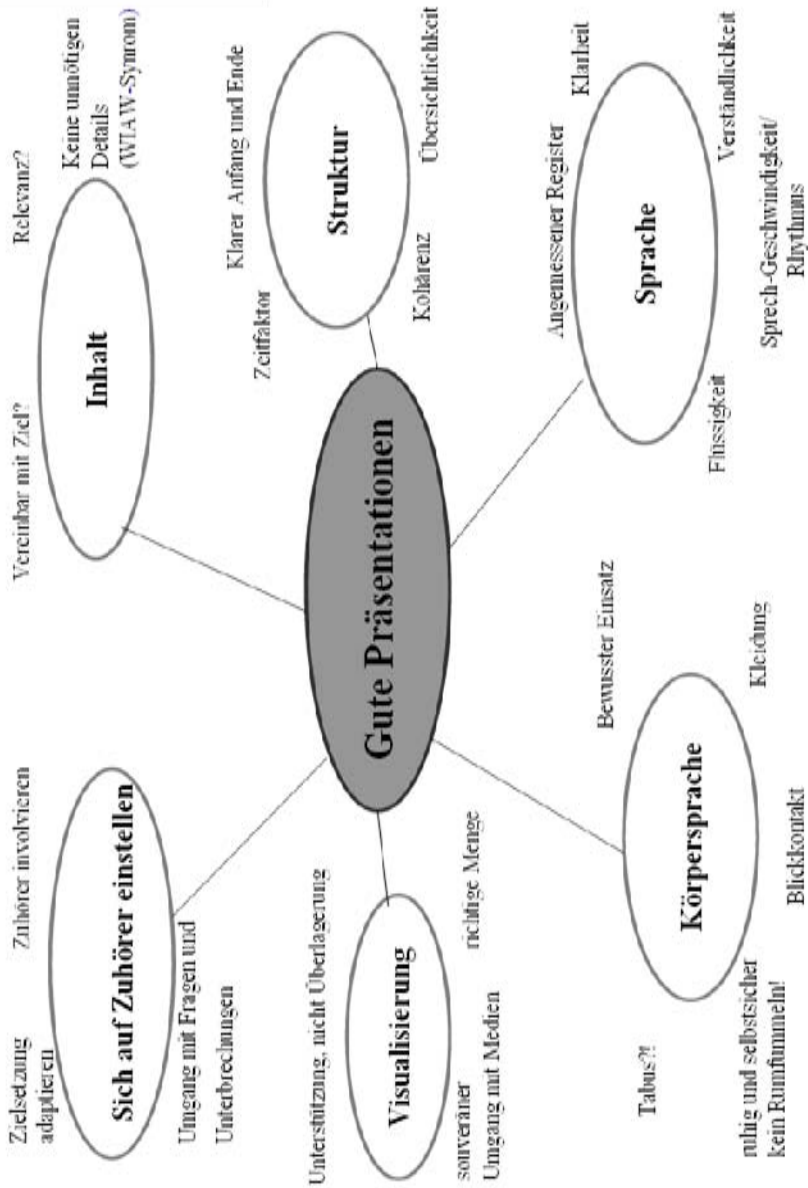 Zielsetzung
adaptieren
Zuhörer involvieren
Sich auf Zuhörer einstellen
Umgang mit Fragen und
Unterbrechungen
Vereinbar mit Ziel?
Relevanz?
Inhalt
Keine unnötigen
Details
(WIAW-Synrom)
Unterstützung, nicht Überlagerung
Visualisierung
souveräner
Umgang mit Medien
richtige Menge
Gute Präsentationen
Zeitfaktor
Klarer Anfang und Ende
Struktur
Kohärenz
Übersichtlichkeit
Tabus?!
Bewusster Einsatz
Körpersprache
Kleidung
ruhig und selbstsicher
kein Rumfummeln!
Blickkontakt
Angemessener Register
Klarheit
Sprache
Flüssigkeit
Verständlichkeit
Sprech-Geschwindigkeit/
Rhythmus